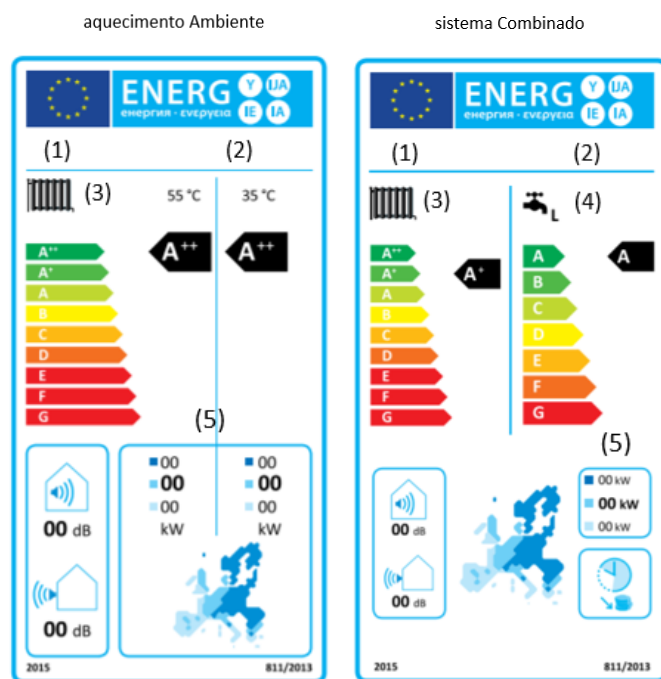 aquecimento Ambiente
ENERG Y IJA
енергия · ενεργεια IE IA
(1) (2)
(3) 55 °C 35 °C
A++ A++ A++
A+
A
B
C
D
E
F
G
(5)
00 00
00 00
00 00
kW kW
00 dB
00 dB
2015 811/2013
sistema Combinado
ENERG Y IJA
енергия · ενεργεια IE IA
(1) (2)
(3) (4)
L
A++ A A
A+ A+ B
A C
B D
C E
D F
E G
F
G
(5)
00 kW
00 kW
00 kW
00 dB
00 dB
2015 811/2013